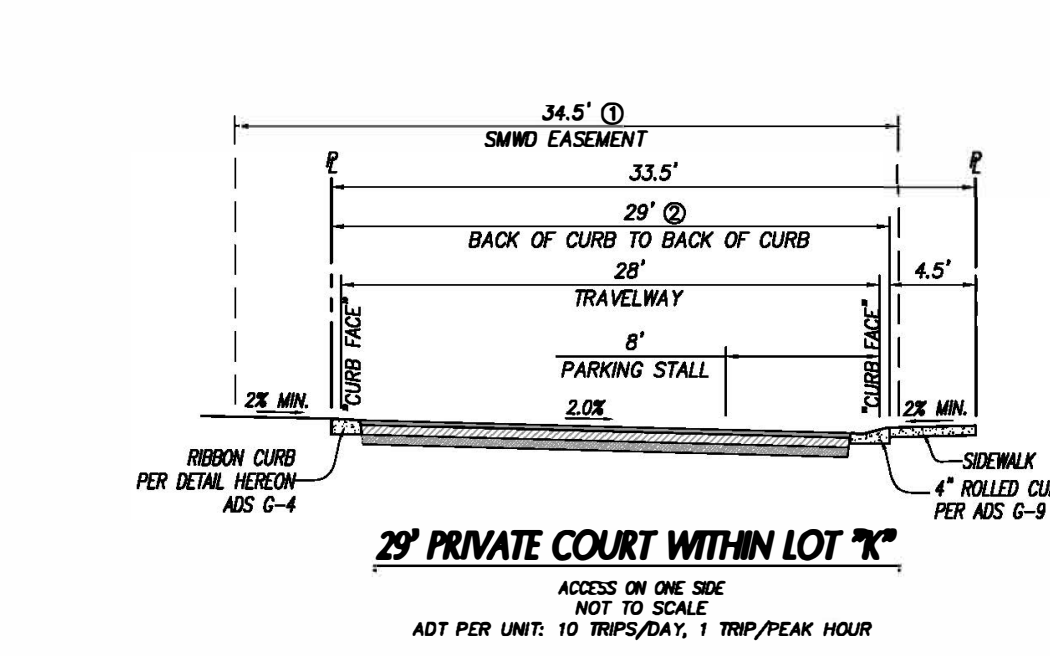 34.5' ①
SMWD EASEMENT
℄ ℄
33.5'
29' ②
BACK OF CURB TO BACK OF CURB
28'
4.5'
TRAVELWAY
"CURB FACE"
"CURB FACE"
8'
PARKING STALL
2% MIN.
2.0%
2% MIN.
RIBBON CURB
PER DETAIL HEREON
ADS G-4
SIDEWALK
4" ROLLED CU
PER ADS G-9
29' PRIVATE COURT WITHIN LOT "K"
ACCESS ON ONE SIDE
NOT TO SCALE
ADT PER UNIT: 10 TRIPS/DAY, 1 TRIP/PEAK HOUR